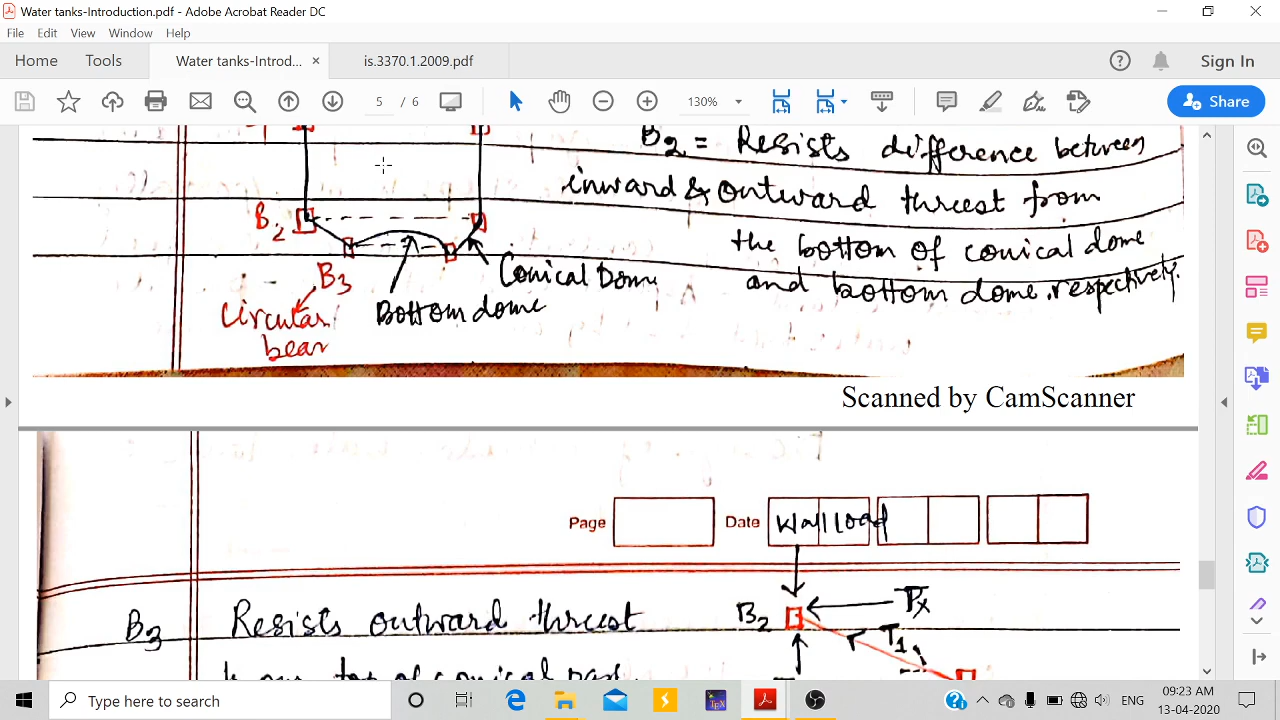 Water tanks-Introduction.pdf - Adobe Acrobat Reader DC
File Edit View Window Help
Home Tools Water tanks-Introd... × is.3370.1.2009.pdf Sign In
5 / 6 130% Share
B2 = Resists difference between
inward & outward thrust from
the bottom of conical dome
and bottom dome, respectively.
B2
B3
Conical Dome
Bottom dome
Circular
beam
Scanned by CamScanner
Page Date Wall load
B3 Resists outward thrust
B2 Tx
T T1
Type here to search
ENG 09:23 AM
13-04-2020